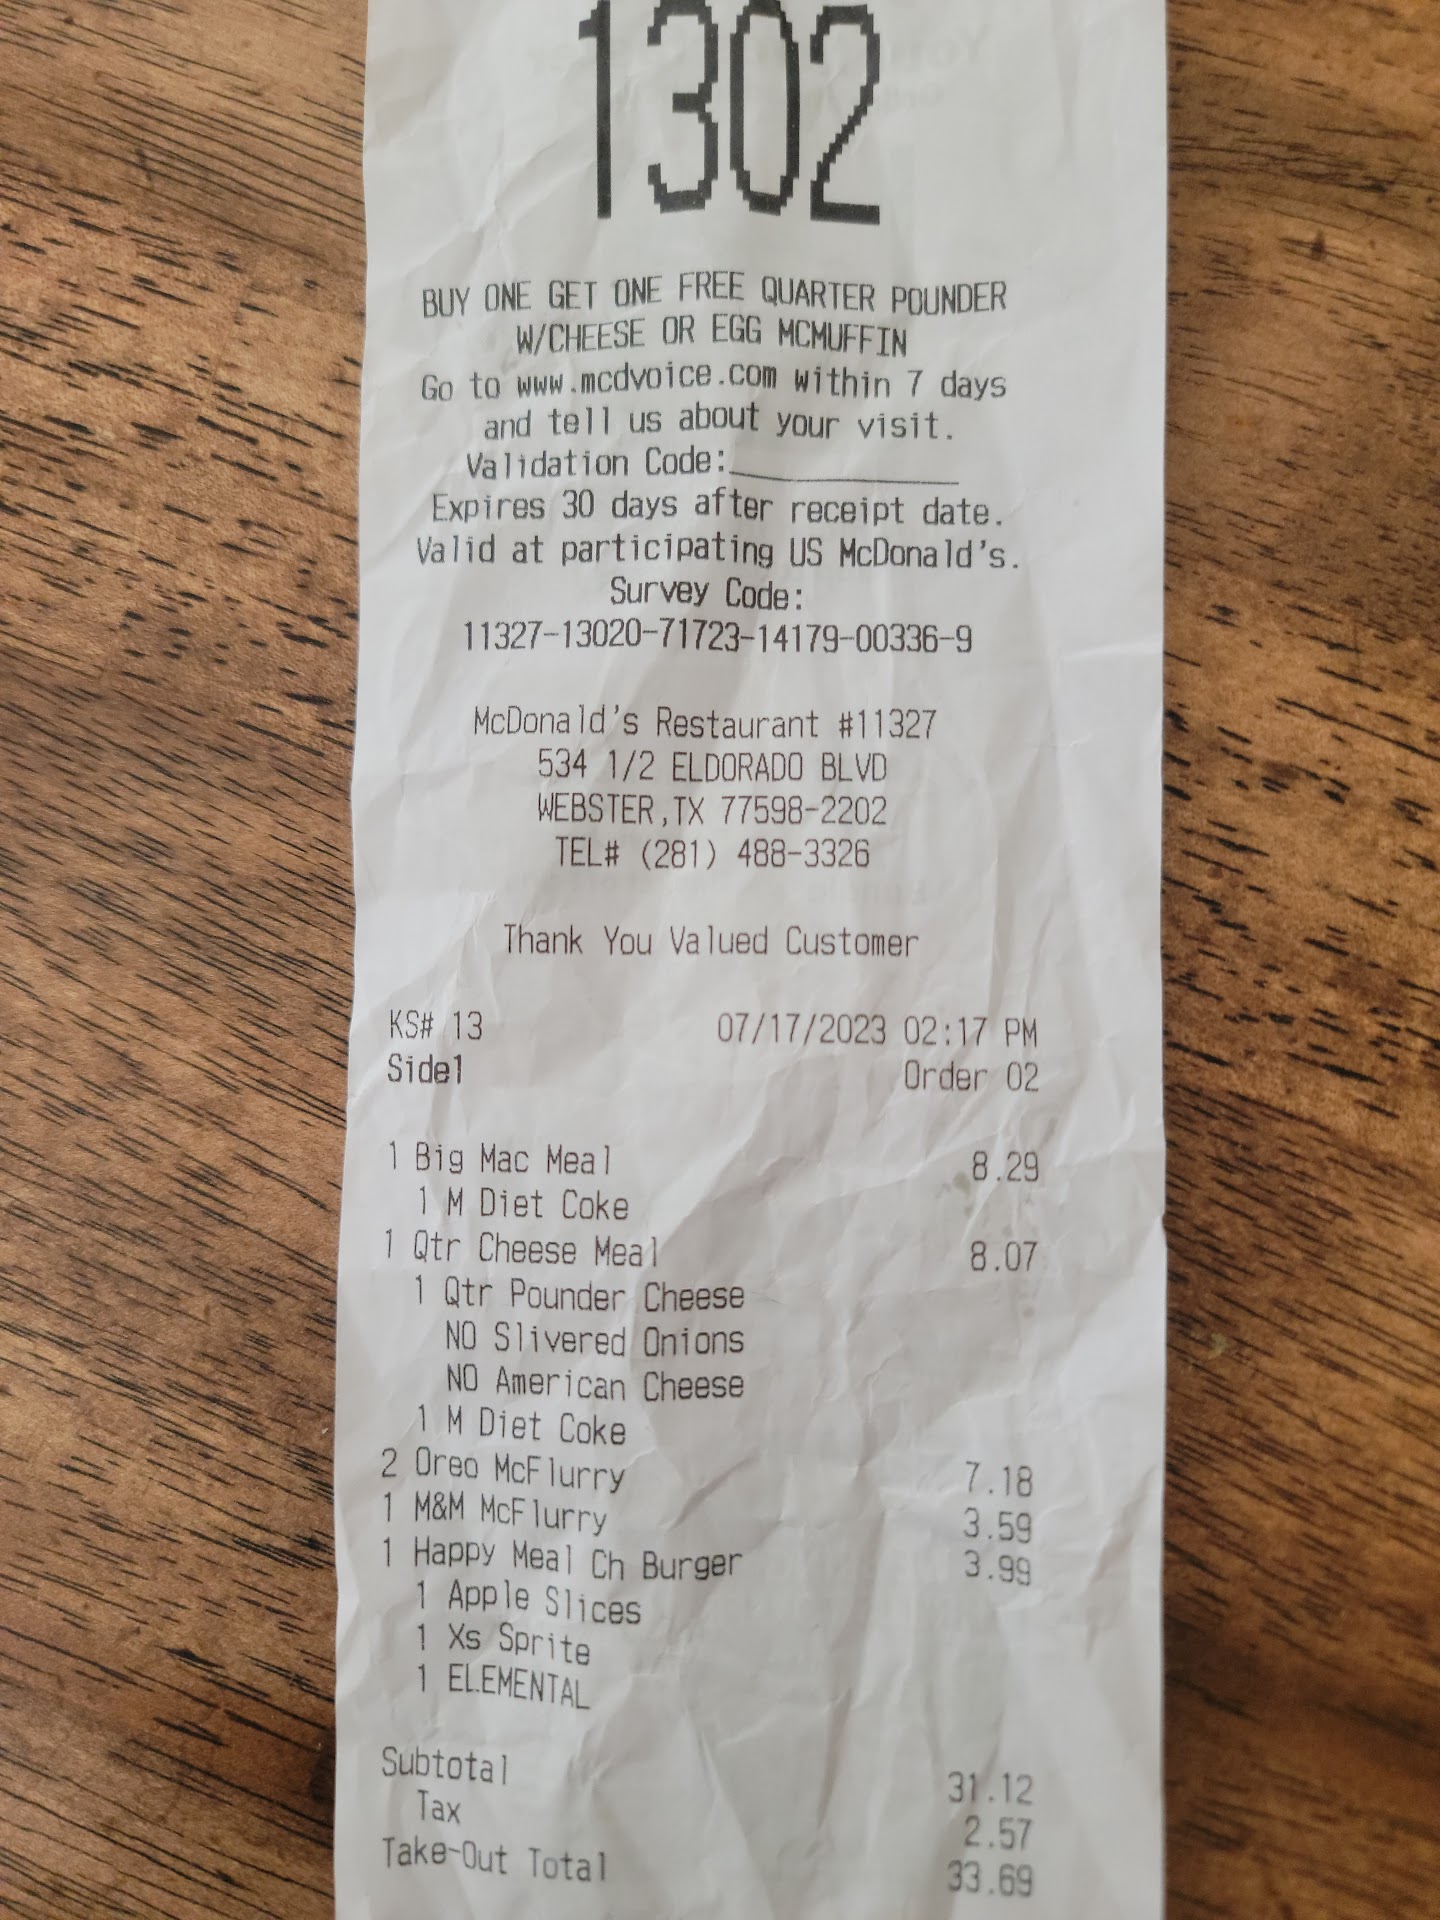 1302
BUY ONE GET ONE FREE QUARTER POUNDER
W/CHEESE OR EGG MCMUFFIN
Go to www.mcdvoice.com within 7 days
and tell us about your visit.
Validation Code:____________
Expires 30 days after receipt date.
Valid at participating US McDonald's.
Survey Code:
11327-13020-71723-14179-00336-9
McDonald's Restaurant #11327
534 1/2 ELDORADO BLVD
WEBSTER,TX 77598-2202
TEL# (281) 488-3326
Thank You Valued Customer
KS# 13 07/17/2023 02:17 PM
Side1 Order 02
1 Big Mac Meal 8.29
1 M Diet Coke
1 Qtr Cheese Meal 8.07
1 Qtr Pounder Cheese
NO Slivered Onions
NO American Cheese
1 M Diet Coke
2 Oreo McFlurry 7.18
1 M&M McFlurry 3.59
1 Happy Meal Ch Burger 3.99
1 Apple Slices
1 Xs Sprite
1 ELEMENTAL
Subtotal 31.12
Tax 2.57
Take-Out Total 33.69